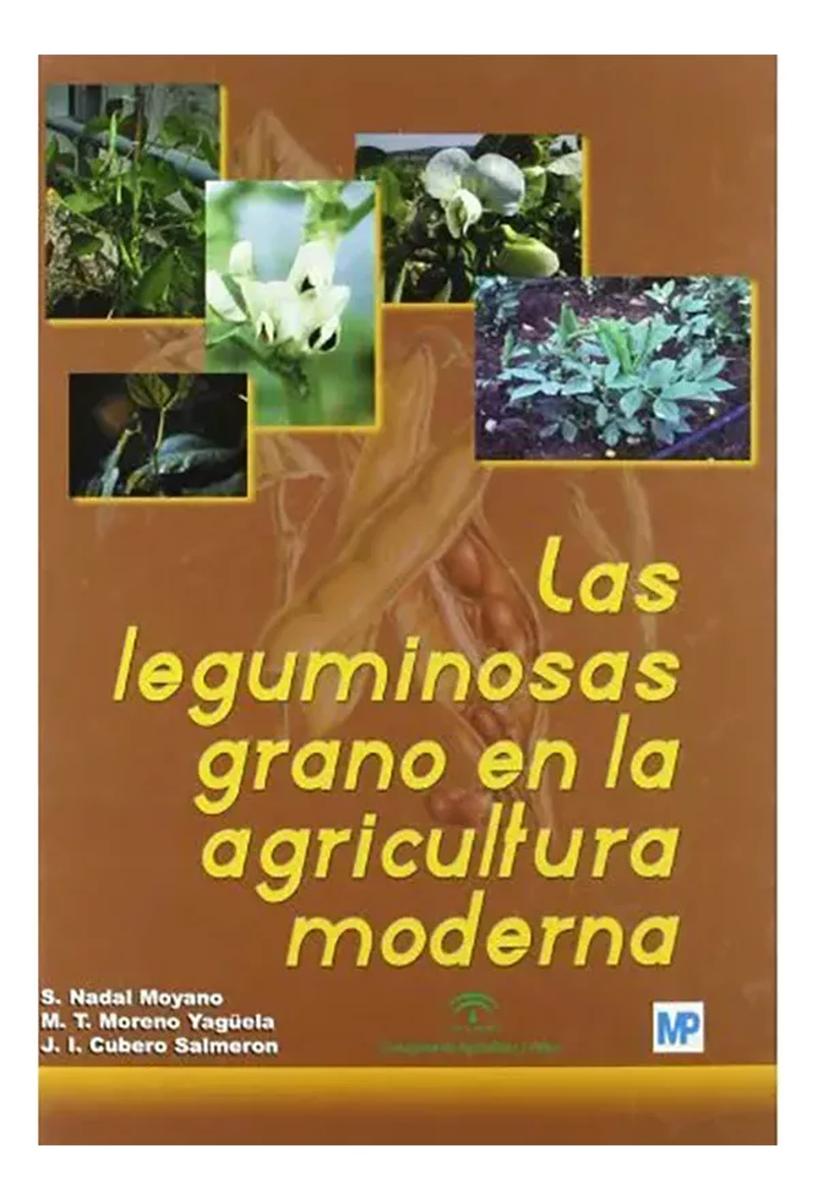 Las
leguminosas
grano en la
agricultura
moderna
S. Nadal Moyano
M. T. Moreno Yagüela
J. I. Cubero Salmeron
MP